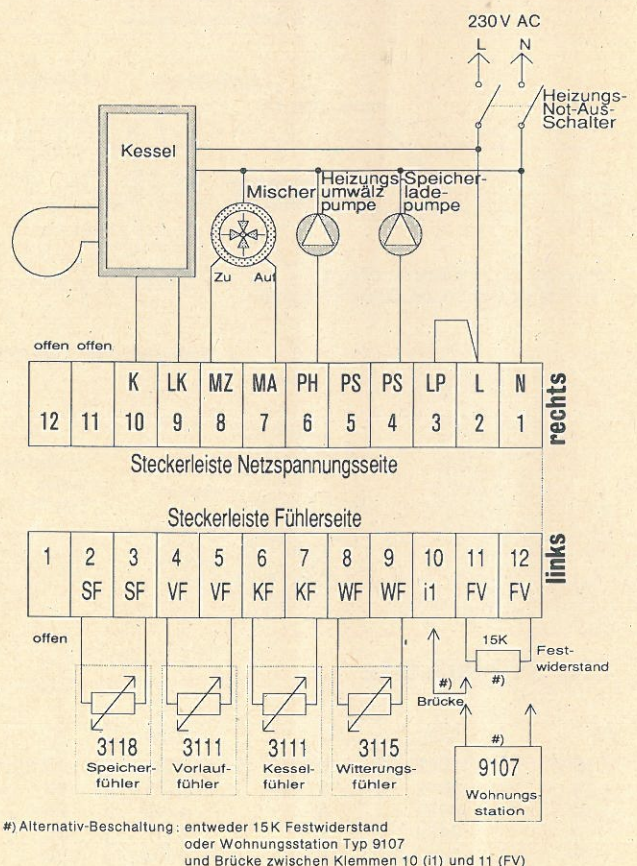 230 V AC
L N
Heizungs-
Not-Aus-
Schalter
Kessel
Mischer
Heizungs-
umwälz
pumpe
Speicher-
lade-
pumpe
Zu Auf
offen offen
K LK MZ MA PH PS PS LP L N
12 11 10 9 8 7 6 5 4 3 2 1
rechts
Steckerleiste Netzspannungsseite
Steckerleiste Fühlerseite
1 2 3 4 5 6 7 8 9 10 11 12
SF SF VF VF KF KF WF WF i1 FV FV
links
offen
15K
Fest-
widerstand
#)
#)
Brücke
3118
Speicher-
fühler
3111
Vorlauf-
fühler
3111
Kessel-
fühler
3115
Witterungs-
fühler
#)
9107
Wohnungs-
station
#) Alternativ-Beschaltung: entweder 15K Festwiderstand
oder Wohnungsstation Typ 9107
und Brücke zwischen Klemmen 10 (i1) und 11 (FV)